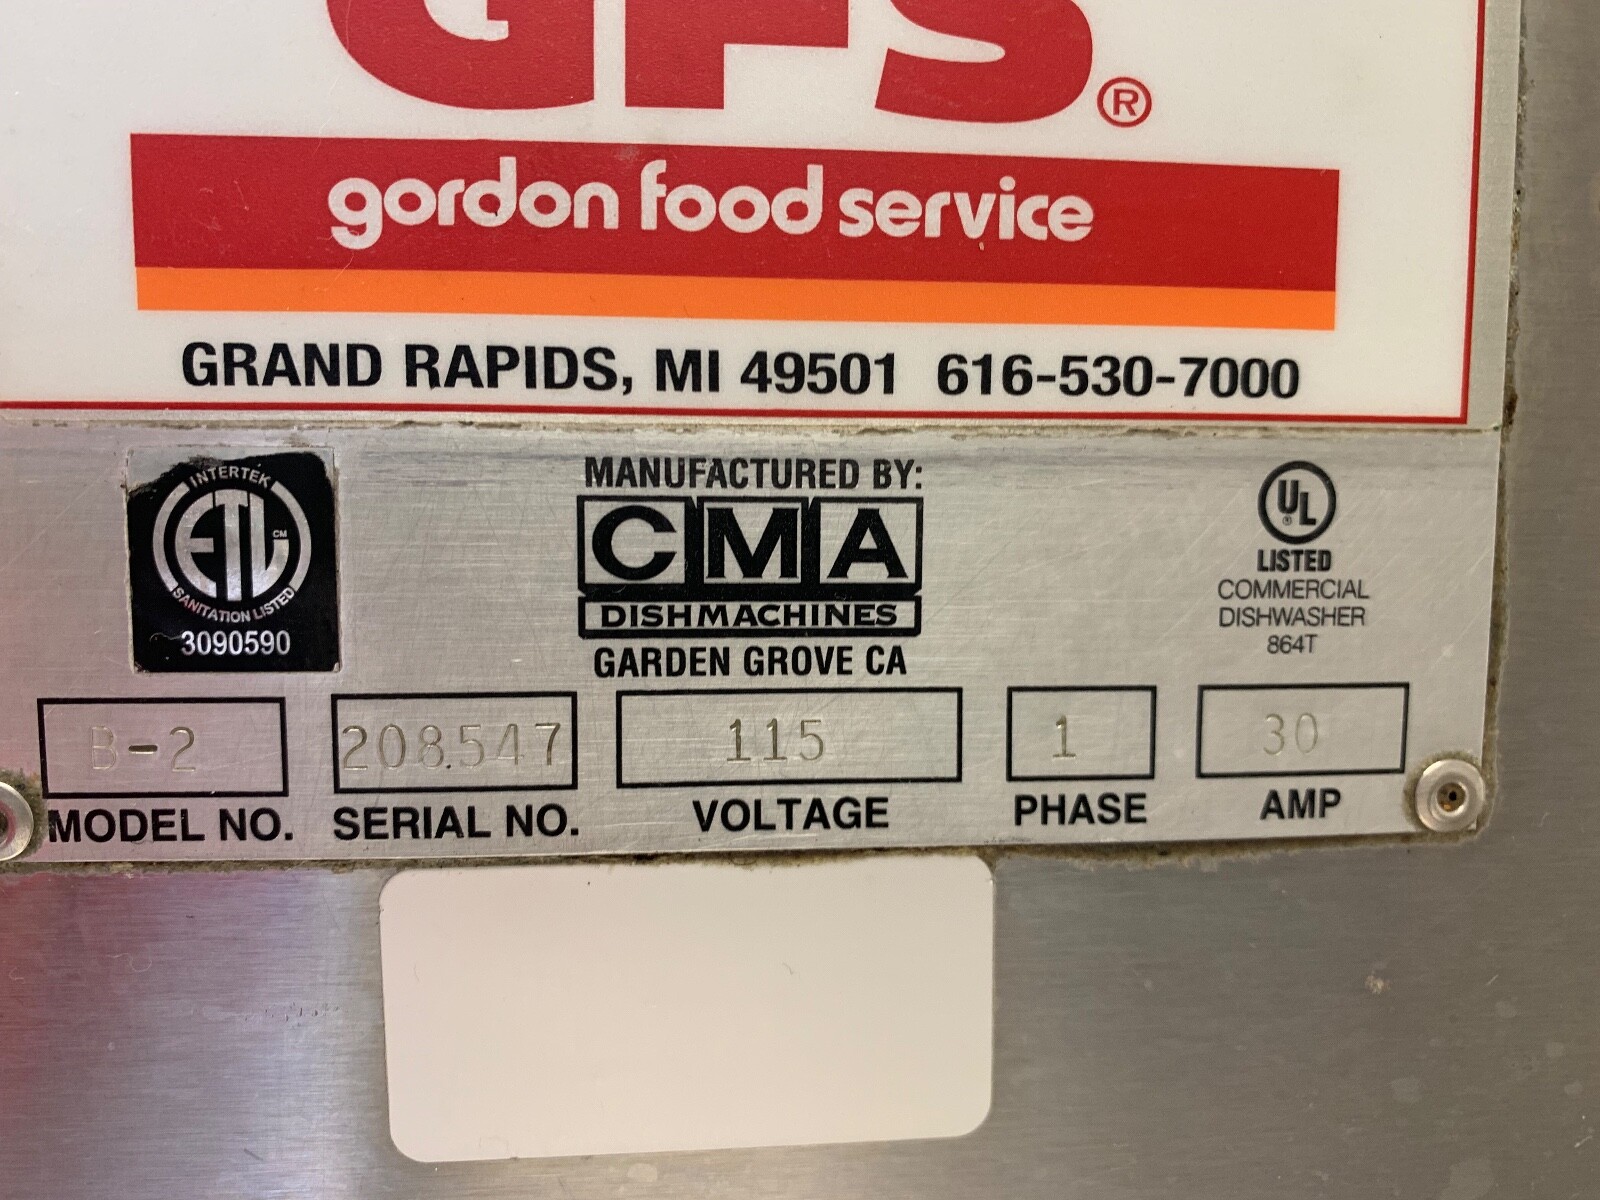 GFS®
gordon food service
GRAND RAPIDS, MI 49501 616-530-7000
INTERTEK
ETL CM
SANITATION LISTED
3090590
MANUFACTURED BY:
CMA
DISHMACHINES
GARDEN GROVE CA
UL ®
LISTED
COMMERCIAL
DISHWASHER
864T
B-2 208547 115 1 30
MODEL NO. SERIAL NO. VOLTAGE PHASE AMP